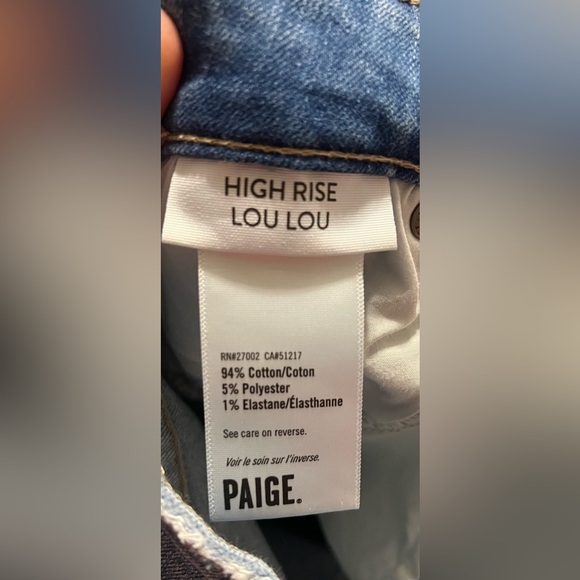 HIGH RISE
LOU LOU
RN#27002 CA#51217
94% Cotton/Coton
5% Polyester
1% Elastane/Élasthanne
See care on reverse.
Voir le soin sur l'inverse.
PAIGE.